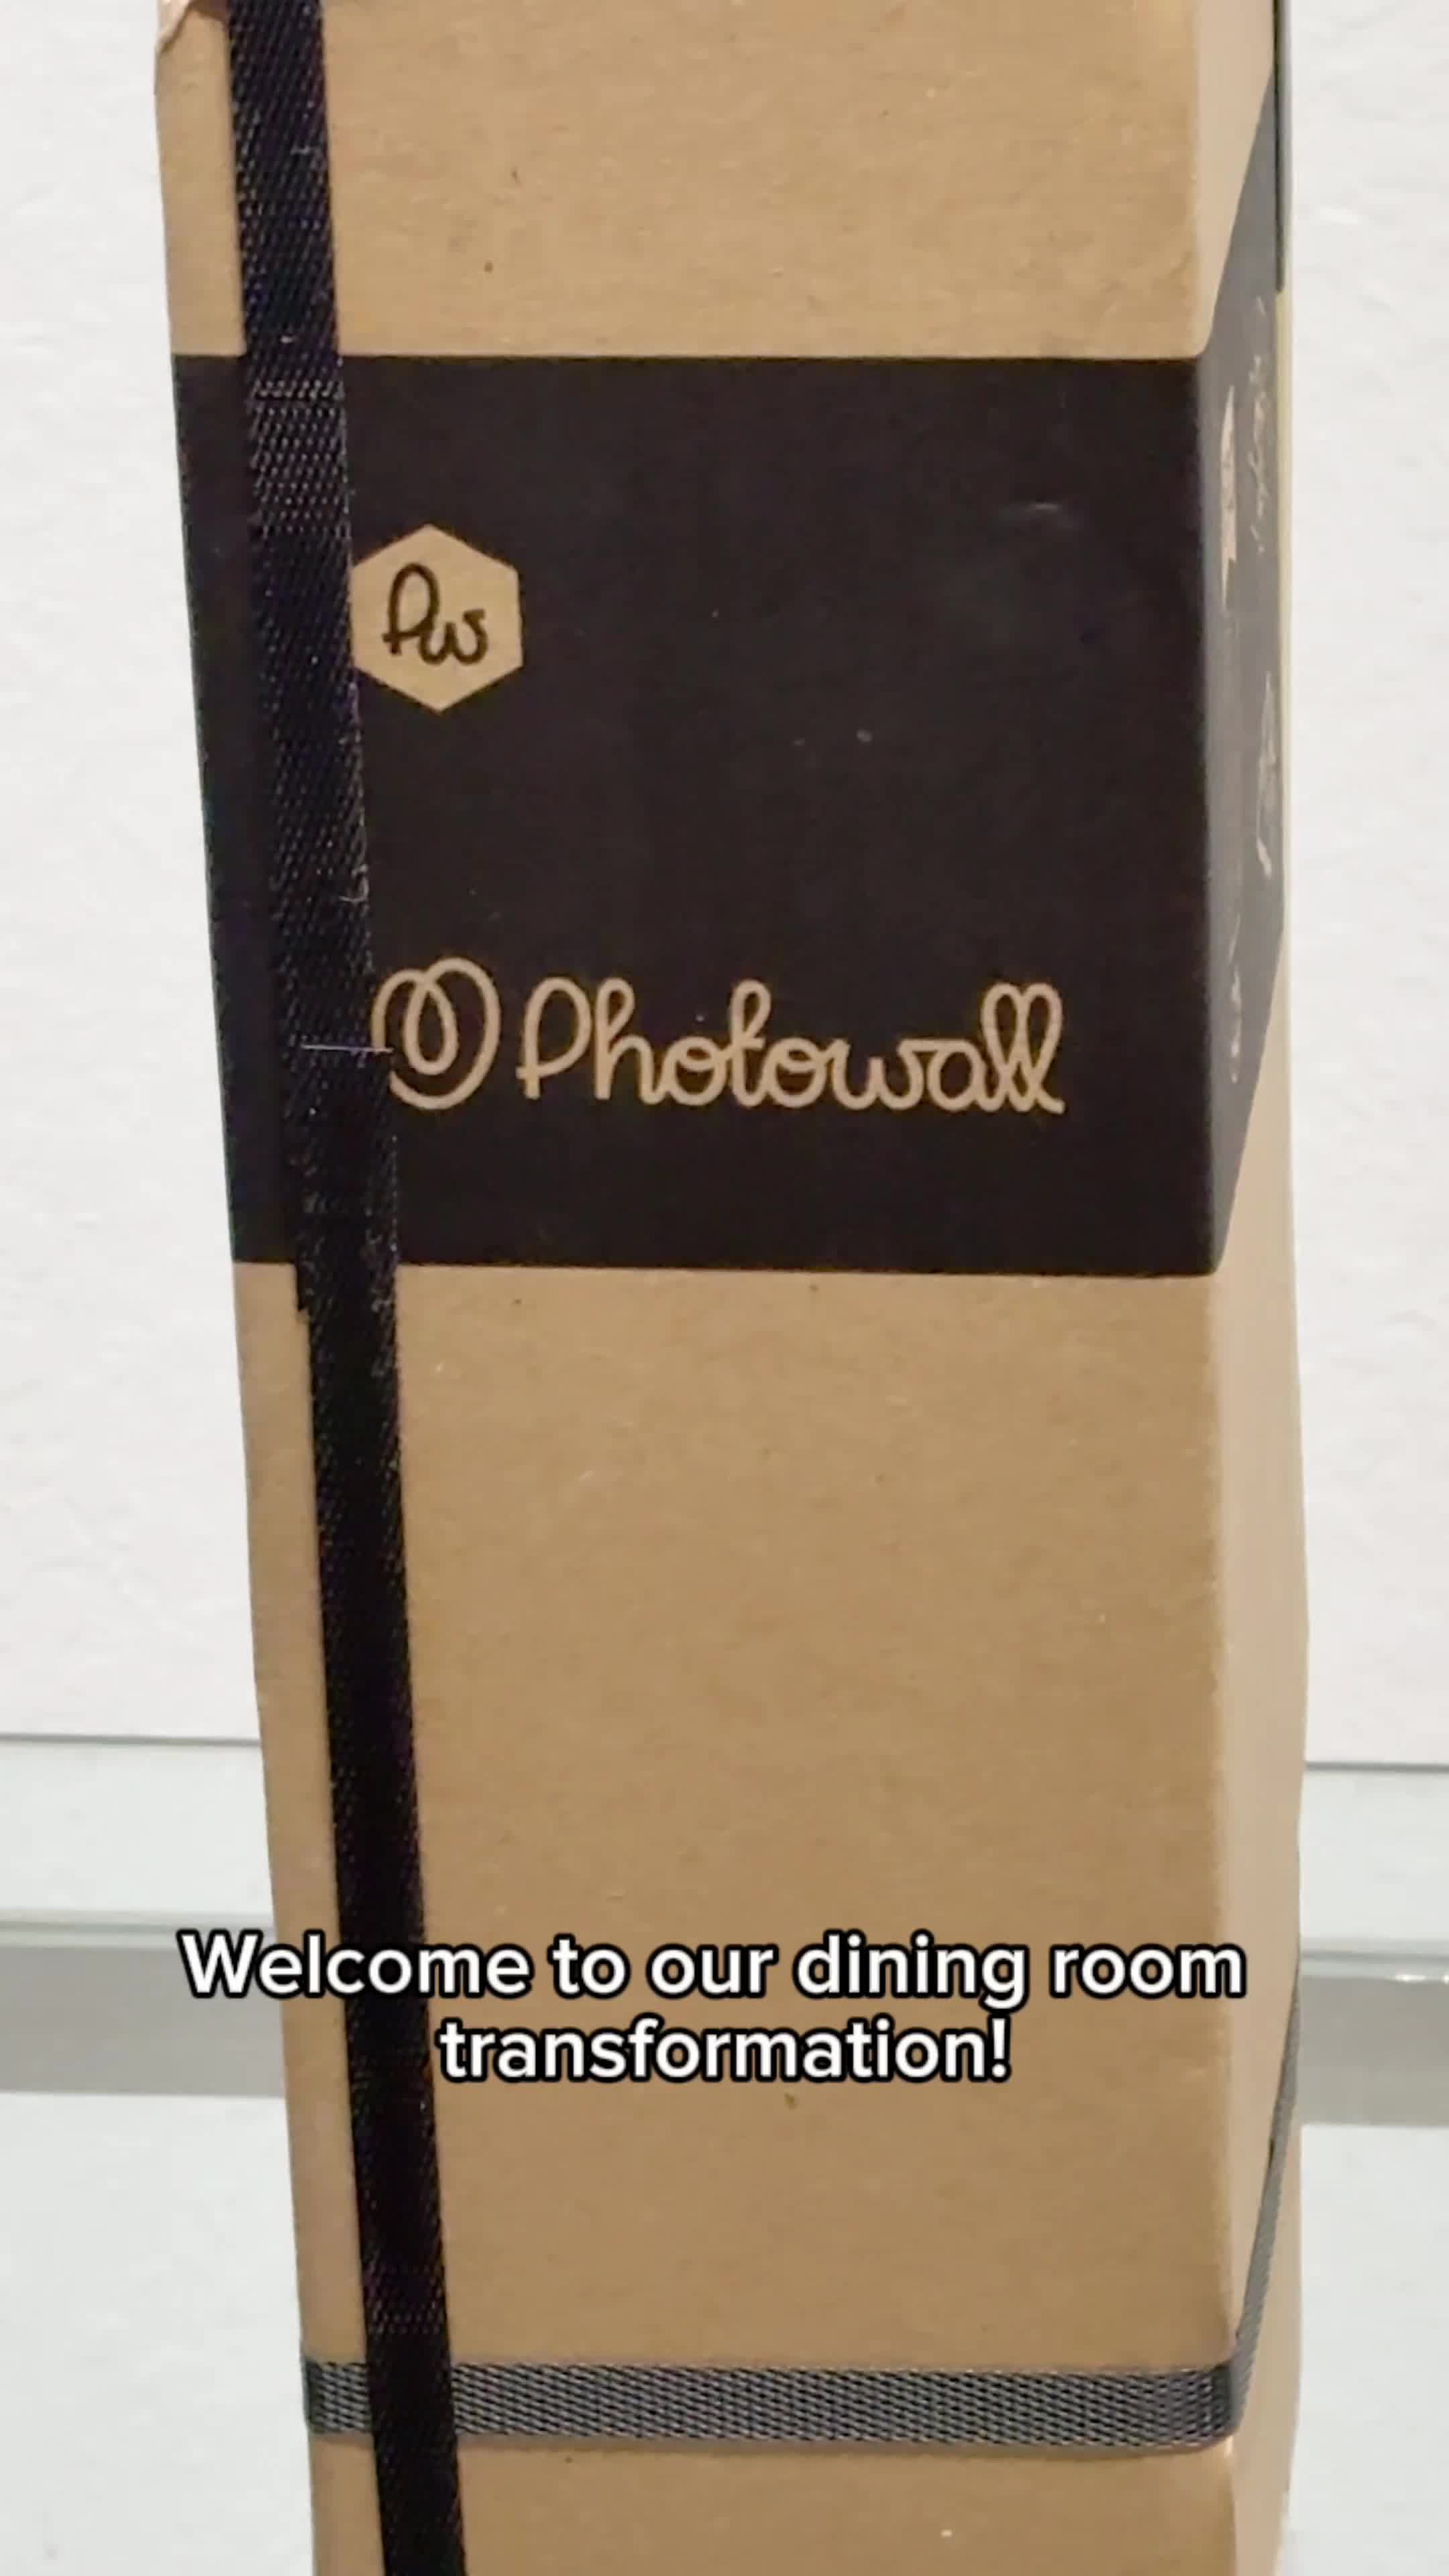 Pw
Photowall
Welcome to our dining room
transformation!